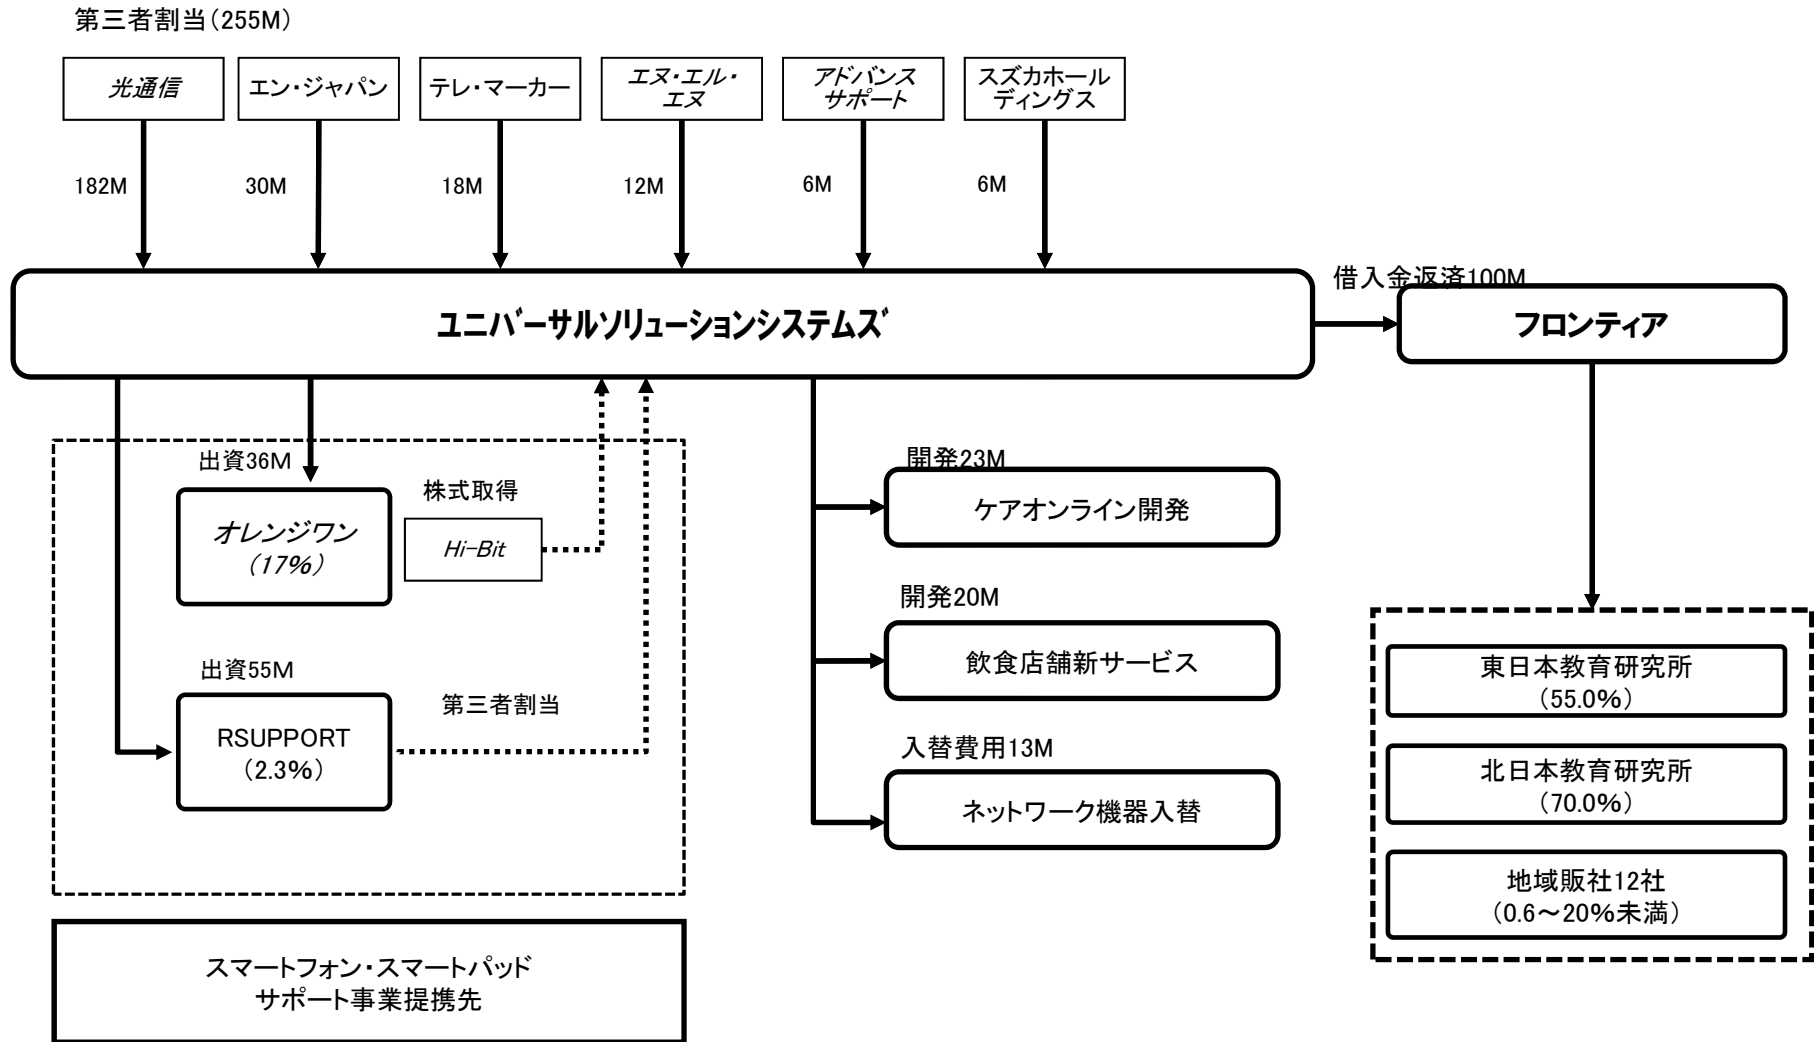 第三者割当(255M)
光通信
エン・ジャパン
テレ・マーカー
エヌ・エル・
エヌ
アドバンス
サポート
スズカホール
ディングス
182M
30M
18M
12M
6M
6M
ユニバーサルソリューションシステムズ
借入金返済100M
フロンティア
出資36M
オレンジワン
(17%)
株式取得
Hi-Bit
出資55M
RSUPPORT
(2.3%)
第三者割当
開発23M
ケアオンライン開発
開発20M
飲食店舗新サービス
入替費用13M
ネットワーク機器入替
東日本教育研究所
(55.0%)
北日本教育研究所
(70.0%)
地域販社12社
(0.6～20%未満)
スマートフォン・スマートパッド
サポート事業提携先